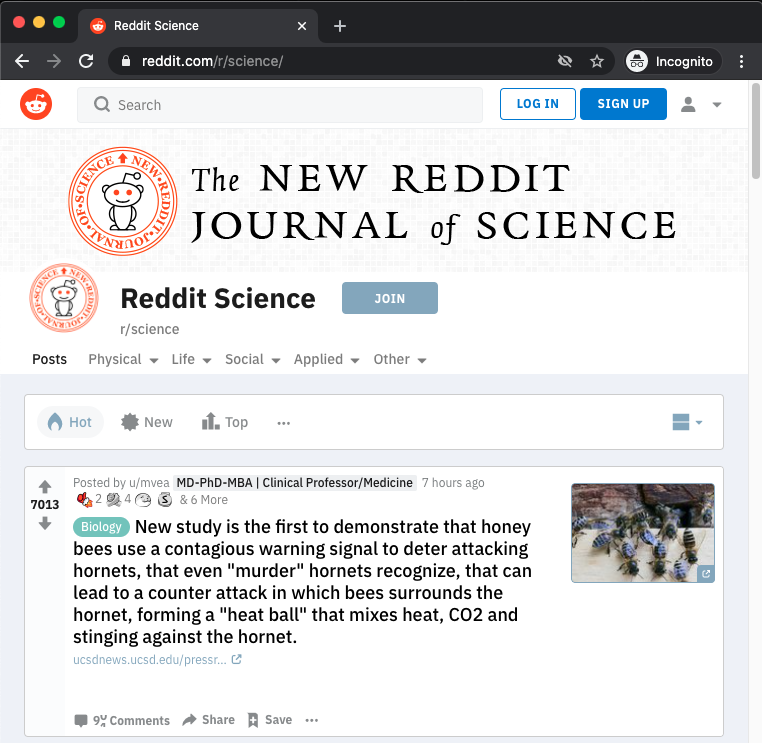 Reddit Science
reddit.com/r/science/
Incognito
Search
LOG IN
SIGN UP
NEW·REDDIT·JOURNAL·OF·SCIENCE
The NEW REDDIT
JOURNAL of SCIENCE
NEW·REDDIT·JOURNAL·OF·SCIENCE
Reddit Science
JOIN
r/science
Posts Physical Life Social Applied Other
Hot New Top ...
Posted by u/mvea MD-PhD-MBA | Clinical Professor/Medicine 7 hours ago
2 4 & 6 More
7013
Biology New study is the first to demonstrate that honey
bees use a contagious warning signal to deter attacking
hornets, that even "murder" hornets recognize, that can
lead to a counter attack in which bees surrounds the
hornet, forming a "heat ball" that mixes heat, CO2 and
stinging against the hornet.
ucsdnews.ucsd.edu/pressr...
Comments Share Save ...